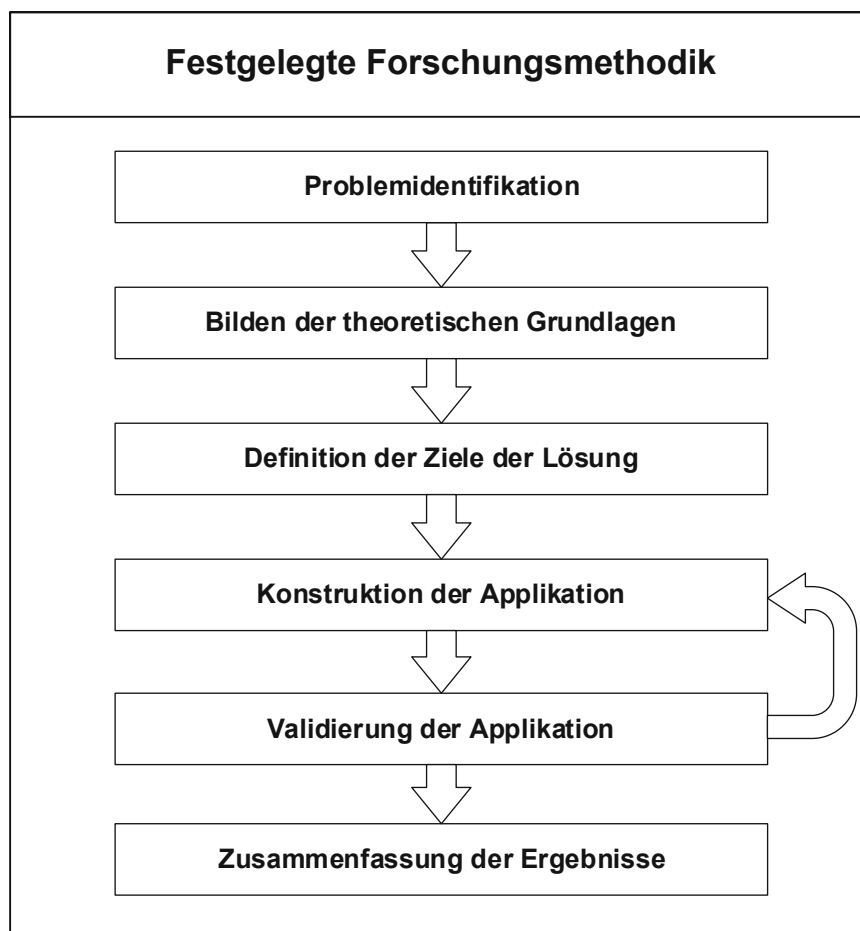 Festgelegte Forschungsmethodik
Problemidentifikation
Bilden der theoretischen Grundlagen
Definition der Ziele der Lösung
Konstruktion der Applikation
Validierung der Applikation
Zusammenfassung der Ergebnisse